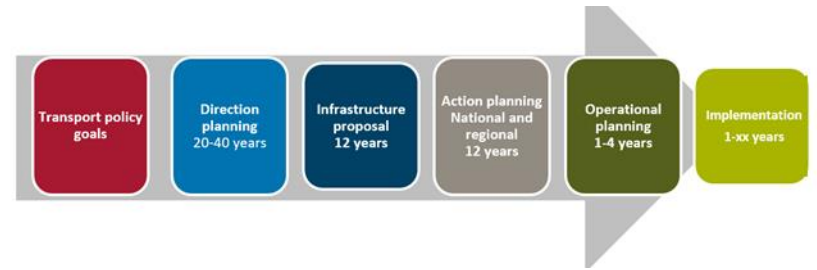 Transport policy
goals
Direction
planning
20-40 years
Infrastructure
proposal
12 years
Action planning
National and
regional
12 years
Operational
planning
1-4 years
Implementation
1-xx years